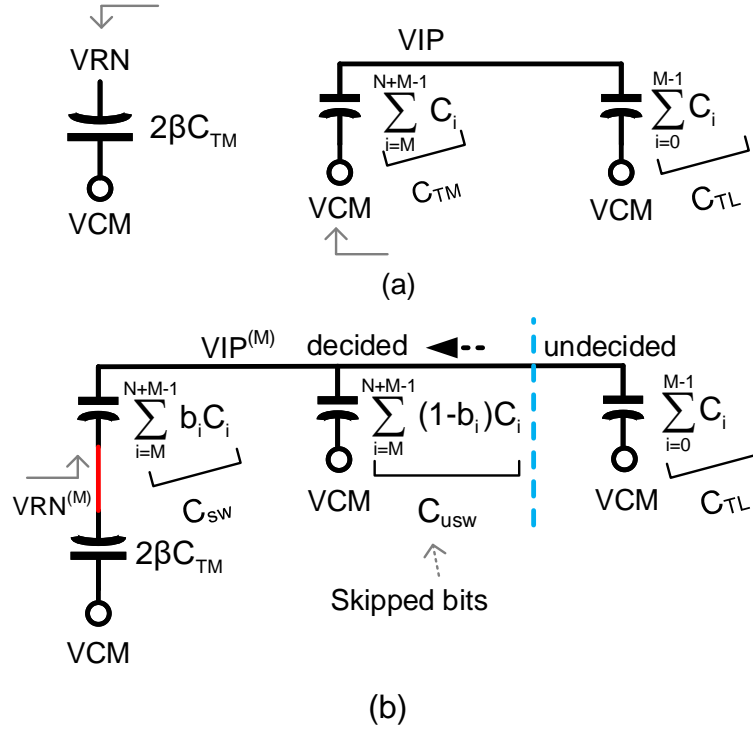 VRN
2βC_TM
VCM
VIP
N+M-1
∑ C_i
i=M
C_TM
VCM
M-1
∑ C_i
i=0
C_TL
VCM
(a)
VIP^(M) decided undecided
N+M-1
∑ b_iC_i
i=M
C_sw
VRN^(M)
2βC_TM
VCM
N+M-1
∑ (1-b_i)C_i
i=M
VCM
C_usw
Skipped bits
M-1
∑ C_i
i=0
VCM
C_TL
(b)